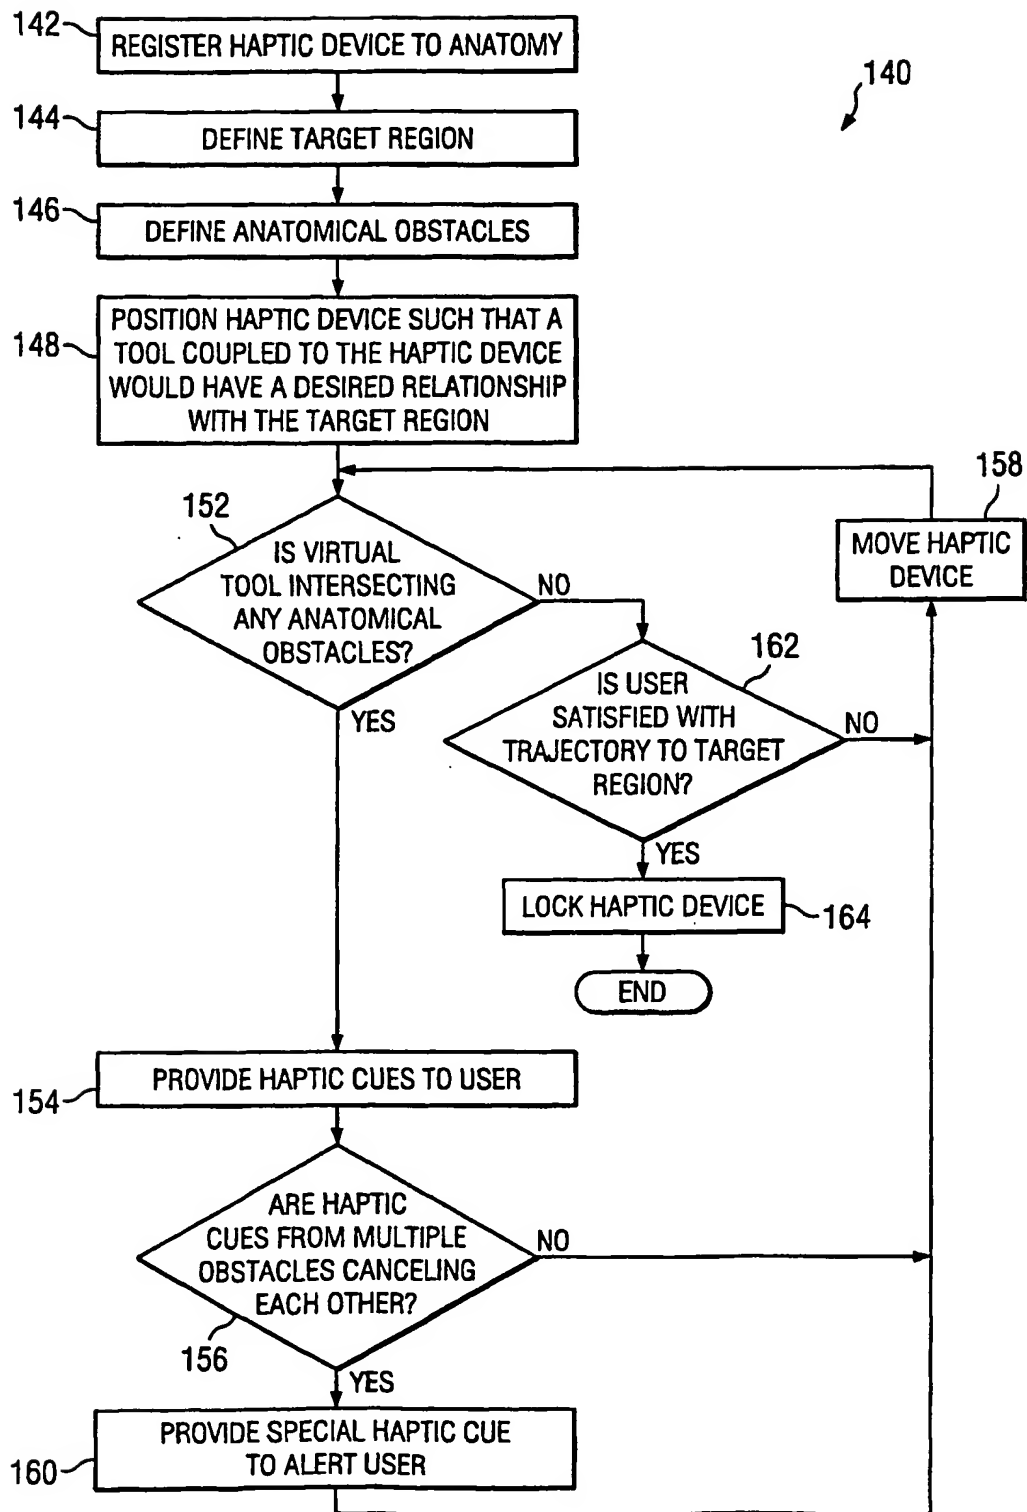 142
REGISTER HAPTIC DEVICE TO ANATOMY
140
144
DEFINE TARGET REGION
146
DEFINE ANATOMICAL OBSTACLES
148
POSITION HAPTIC DEVICE SUCH THAT A
TOOL COUPLED TO THE HAPTIC DEVICE
WOULD HAVE A DESIRED RELATIONSHIP
WITH THE TARGET REGION
158
MOVE HAPTIC
DEVICE
152
IS VIRTUAL
TOOL INTERSECTING
ANY ANATOMICAL
OBSTACLES?
NO
YES
162
IS USER
SATISFIED WITH
TRAJECTORY TO TARGET
REGION?
NO
YES
LOCK HAPTIC DEVICE
164
END
154
PROVIDE HAPTIC CUES TO USER
ARE HAPTIC
CUES FROM MULTIPLE
OBSTACLES CANCELING
EACH OTHER?
NO
156
YES
160
PROVIDE SPECIAL HAPTIC CUE
TO ALERT USER